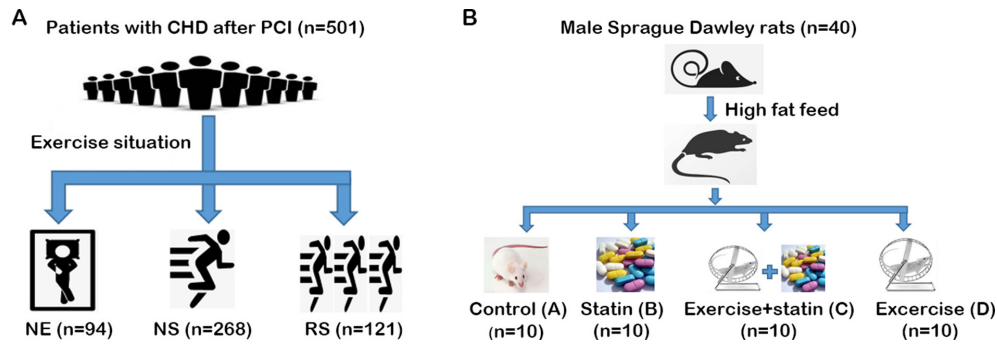 A
Patients with CHD after PCI (n=501)
Exercise situation
NE (n=94)
NS (n=268)
RS (n=121)
B
Male Sprague Dawley rats (n=40)
High fat feed
Control (A)
(n=10)
Statin (B)
(n=10)
Exercise+statin (C)
(n=10)
Excercise (D)
(n=10)